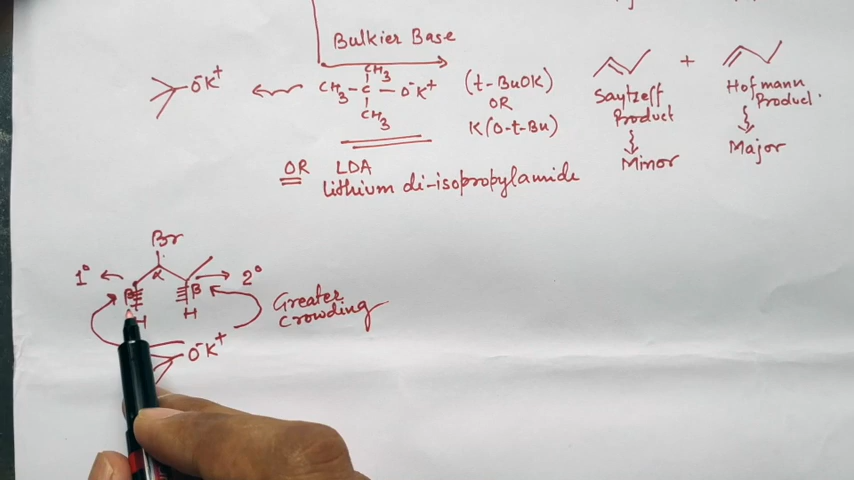 Bulkier Base
CH3
CH3-C-O-K+
CH3
O-K+
(t-BuOK)
OR
K(O-t-Bu)
Saytzeff
Product
Minor
+
Hofmann
Product.
Major
OR LDA
lithium di-isopropylamide
Br
1° α 2°
β β
H H
Greater
Crowding
O-K+